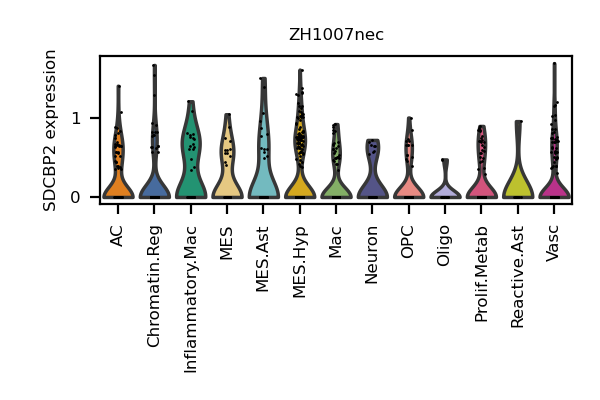 ZH1007nec
SDCBP2 expression
1
0
AC
Chromatin.Reg
Inflammatory.Mac
MES
MES.Ast
MES.Hyp
Mac
Neuron
OPC
Oligo
Prolif.Metab
Reactive.Ast
Vasc